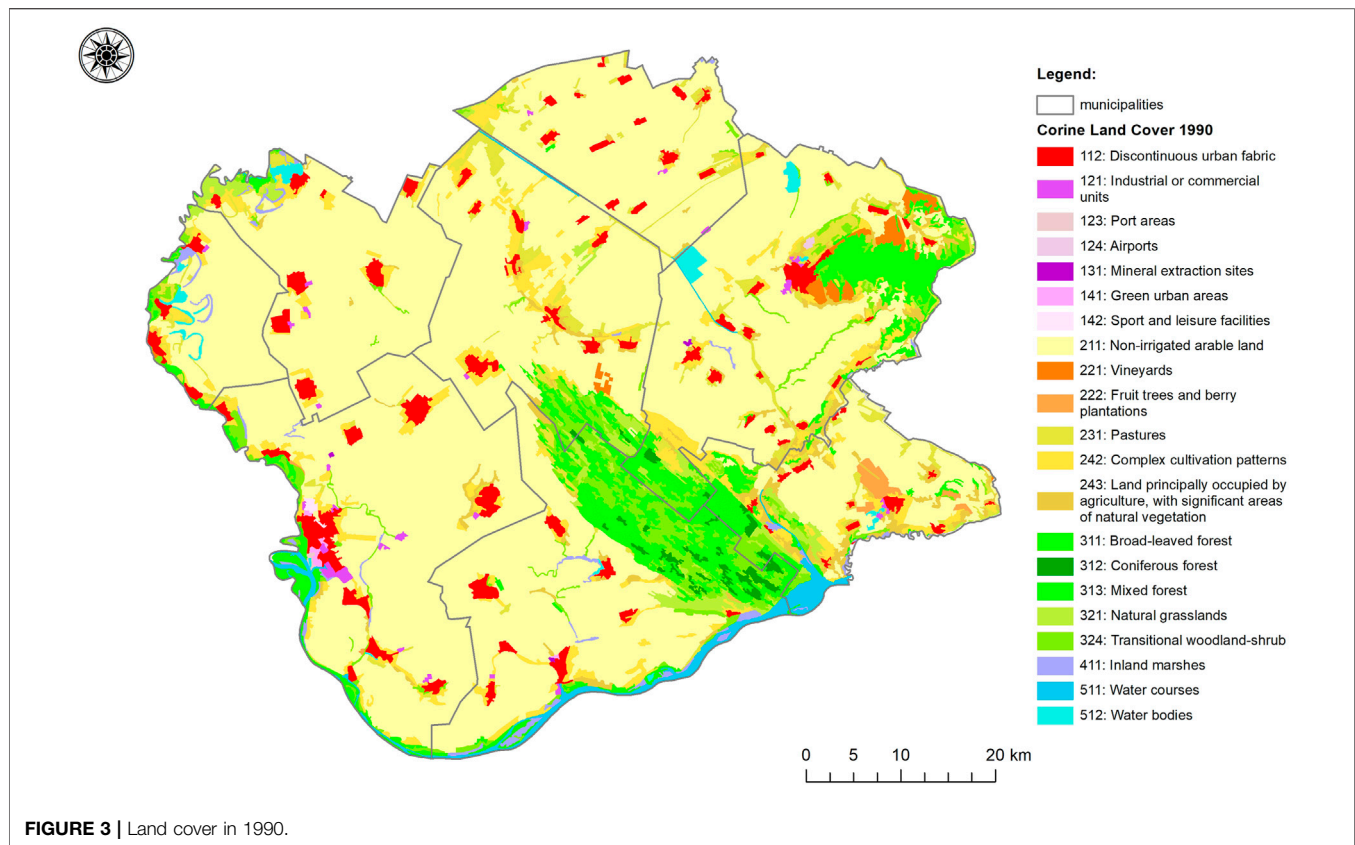 Legend:
municipalities
Corine Land Cover 1990
112: Discontinuous urban fabric
121: Industrial or commercial
units
123: Port areas
124: Airports
131: Mineral extraction sites
141: Green urban areas
142: Sport and leisure facilities
211: Non-irrigated arable land
221: Vineyards
222: Fruit trees and berry
plantations
231: Pastures
242: Complex cultivation patterns
243: Land principally occupied by
agriculture, with significant areas
of natural vegetation
311: Broad-leaved forest
312: Coniferous forest
313: Mixed forest
321: Natural grasslands
324: Transitional woodland-shrub
411: Inland marshes
511: Water courses
512: Water bodies
0 5 10 20 km
FIGURE 3 | Land cover in 1990.